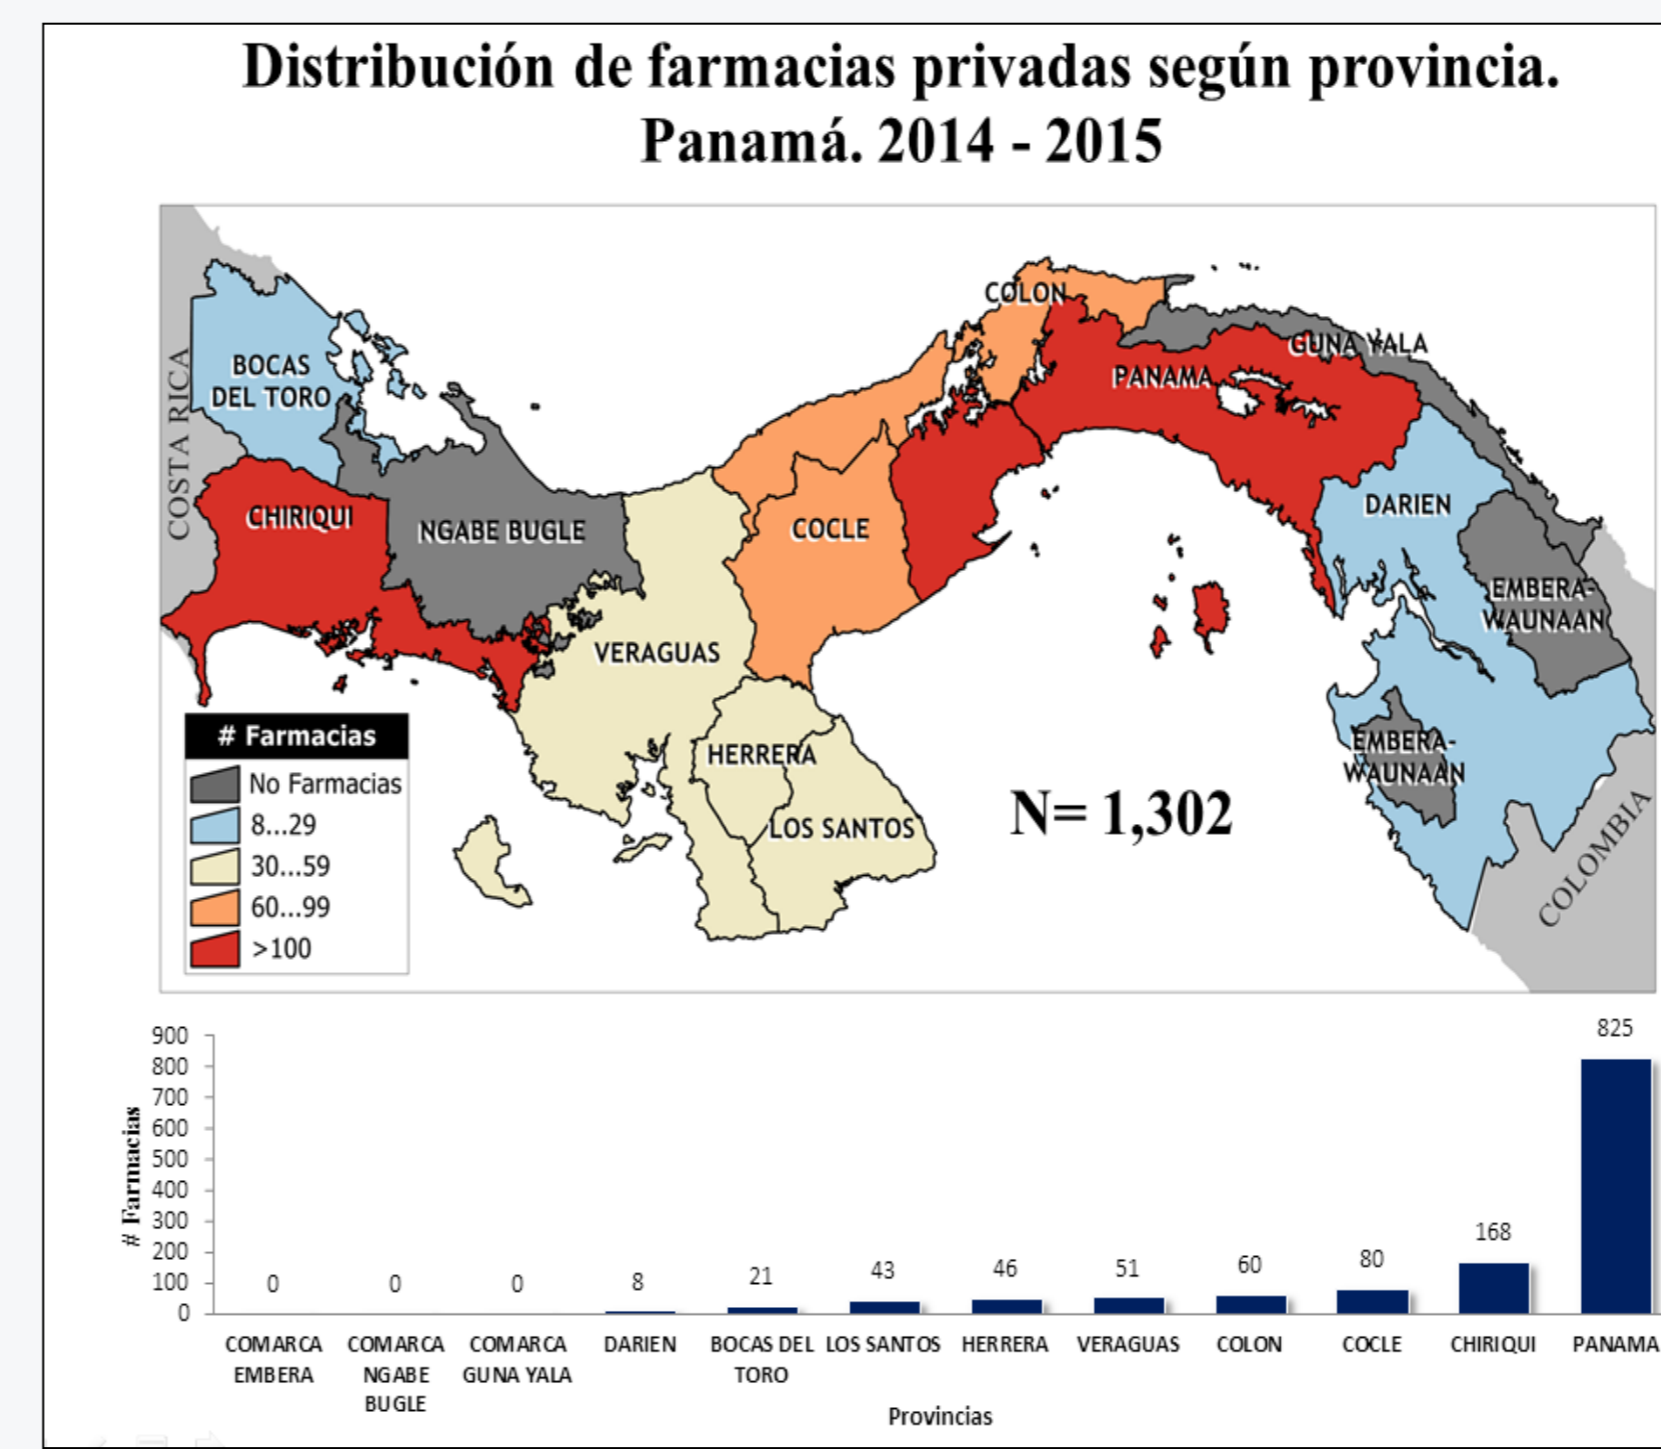 Distribución de farmacias privadas según provincia.
Panamá. 2014 - 2015
COSTA RICA
BOCAS
DEL TORO
CHIRIQUI
NGABE BUGLE
VERAGUAS
HERRERA
LOS SANTOS
COCLE
COLON
PANAMA
GUNA YALA
DARIEN
EMBERA-
WAUNAAN
EMBERA-
WAUNAAN
COLOMBIA
N= 1,302
# Farmacias
No Farmacias
8...29
30...59
60...99
>100
# Farmacias
900
800
700
600
500
400
300
200
100
0
0
0
0
8
21
43
46
51
60
80
168
825
COMARCA
EMBERA
COMARCA
NGABE
BUGLE
COMARCA
GUNA YALA
DARIEN
BOCAS DEL
TORO
LOS SANTOS
HERRERA
VERAGUAS
COLON
COCLE
CHIRIQUI
PANAMA
Provincias